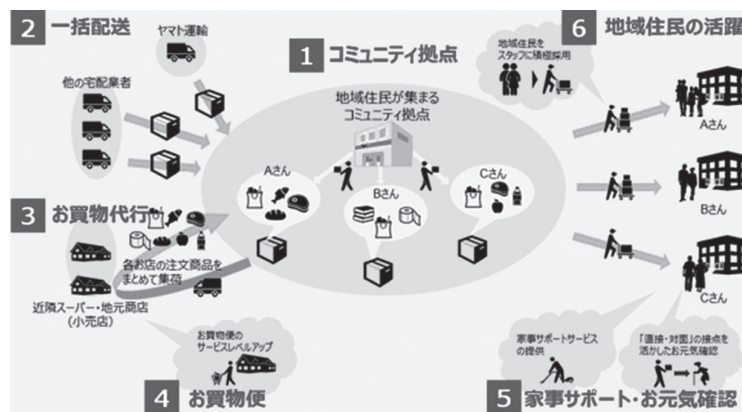 2 一括配送
ヤマト運輸
他の宅配業者
1 コミュニティ拠点
地域住民が集まる
コミュニティ拠点
Aさん
Bさん
Cさん
3 お買物代行
各お店の注文商品を
まとめて集荷
近隣スーパー・地元商店
(小売店)
お買物便の
サービスレベルアップ
4 お買物便
6 地域住民の活躍
地域住民を
スタッフに積極採用
Aさん
Bさん
Cさん
家事サポートサービス
の提供
「直接・対面」の接点を
活かしたお元気確認
5 家事サポート・お元気確認